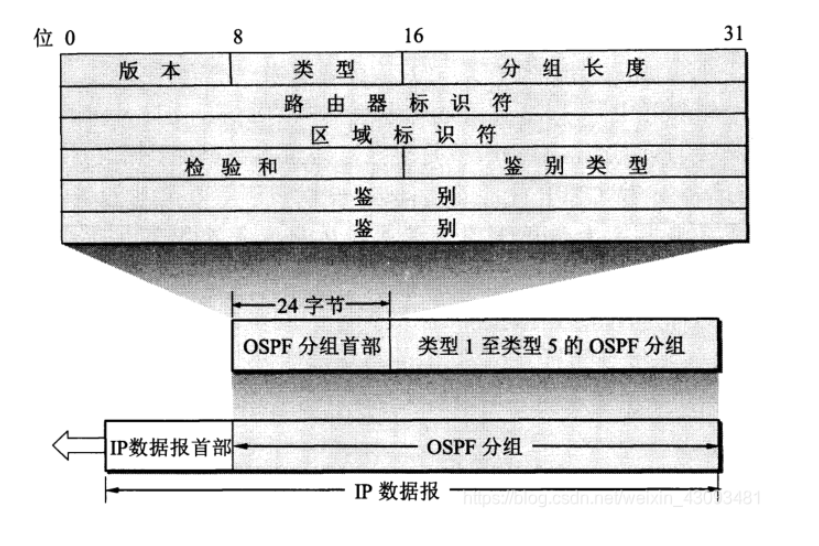 位 0 8 16 31
版 本 类 型 分 组 长 度
路 由 器 标 识 符
区 域 标 识 符
检 验 和 鉴 别 类 型
鉴 别
鉴 别
24 字节
OSPF 分组首部 类型 1 至类型 5 的 OSPF 分组
IP数据报首部 OSPF 分组
IP 数据报
https://blog.csdn.net/weixin_43093481